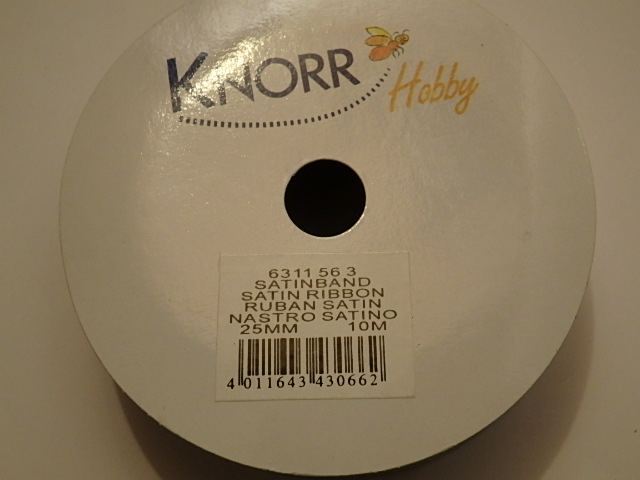 KNORR
Hobby
6311 56 3
SATINBAND
SATIN RIBBON
RUBAN SATIN
NASTRO SATINO
25MM 10M
4 011643 430662